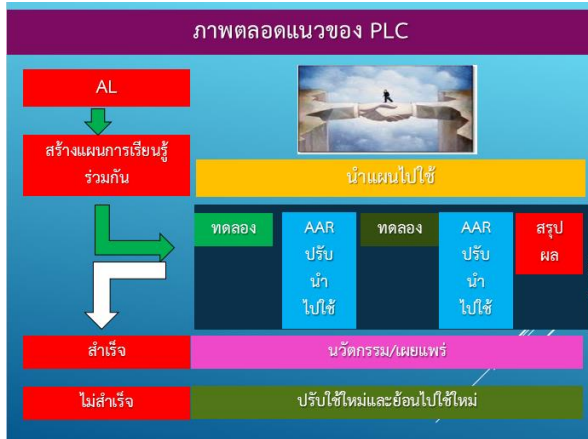 ภาพตลอดแนวของ PLC
AL
สร้างแผนการเรียนรู้
ร่วมกัน
นำแผนไปใช้
ทดลอง
AAR
ปรับ
นำ
ไปใช้
ทดลอง
AAR
ปรับ
นำ
ไปใช้
สรุป
ผล
สำเร็จ
นวัตกรรม/เผยแพร่
ไม่สำเร็จ
ปรับใช้ใหม่และย้อนไปใช้ใหม่